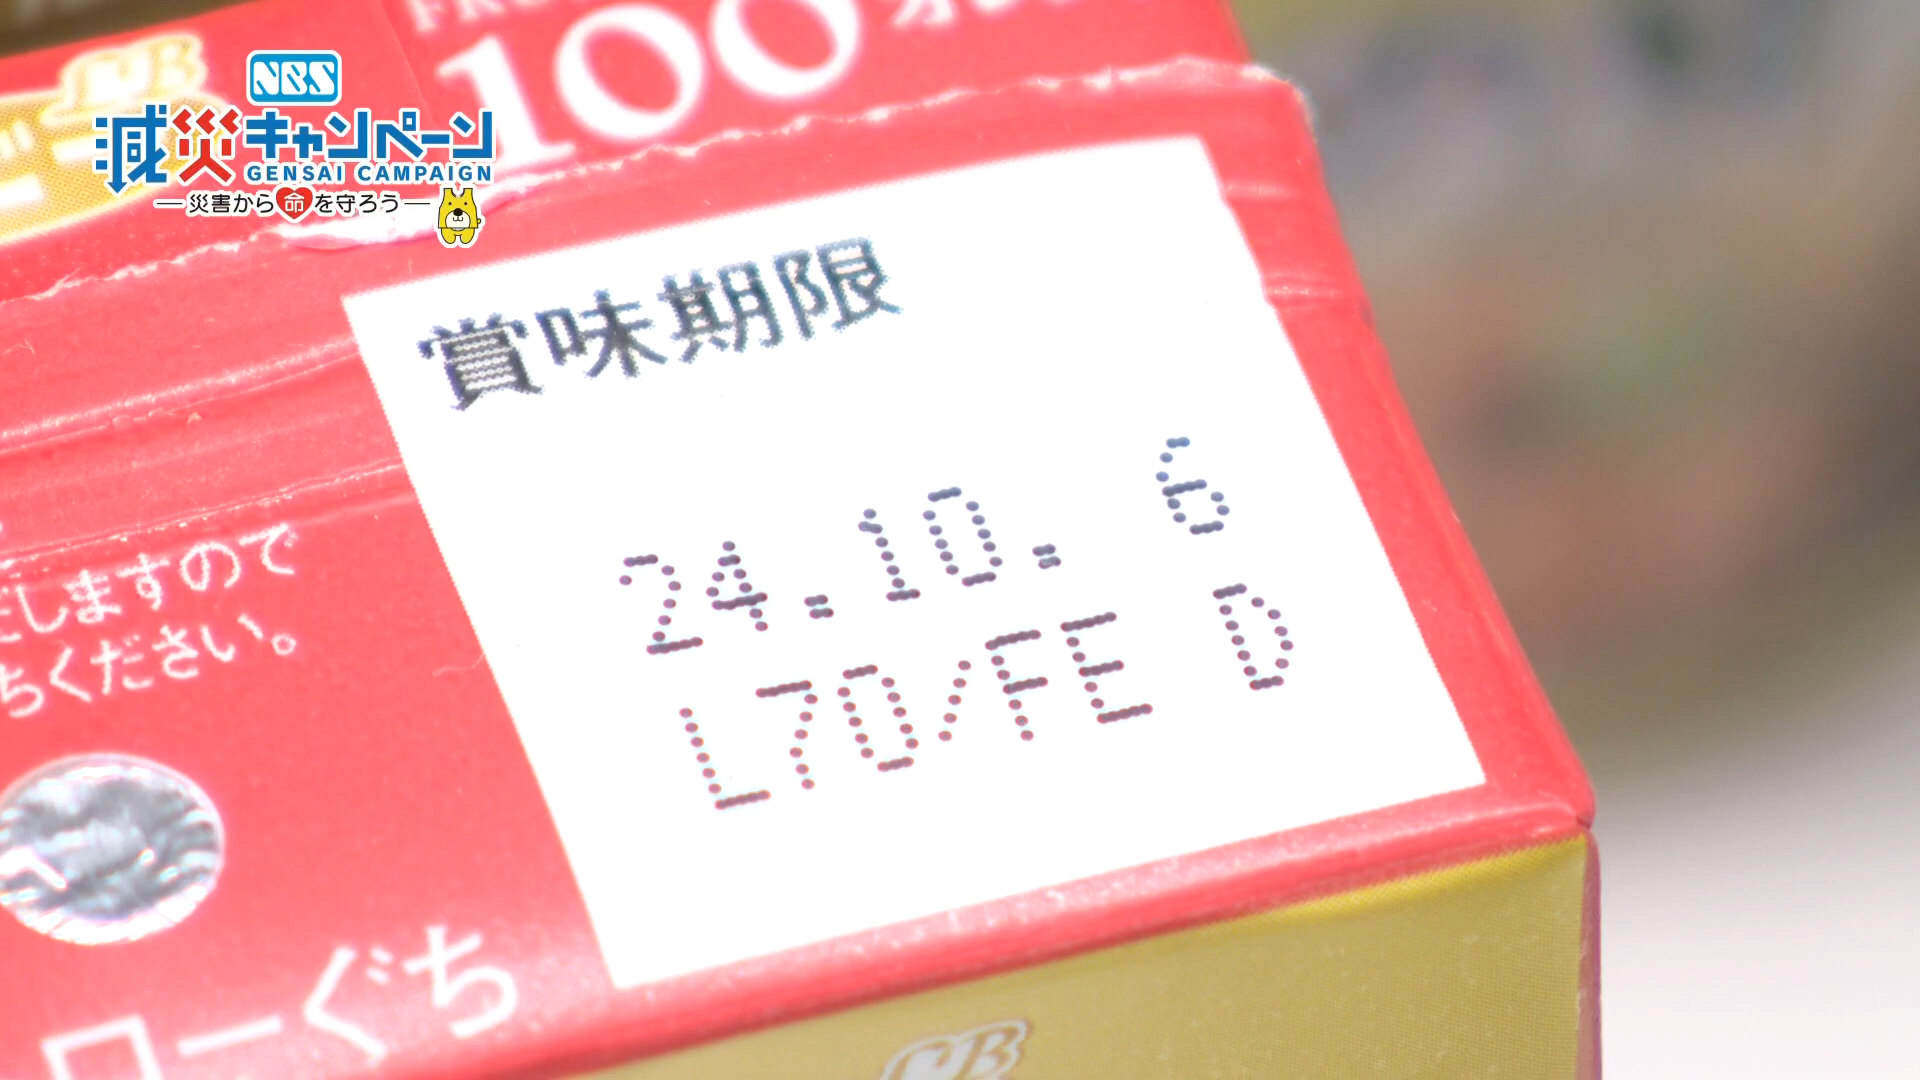 NBS
減災キャンペーン
GENSAI CAMPAIGN
災害から命を守ろう
100
賞味期限
24.10. 6
L70/FE D
しますので
ちください。
ローぐち